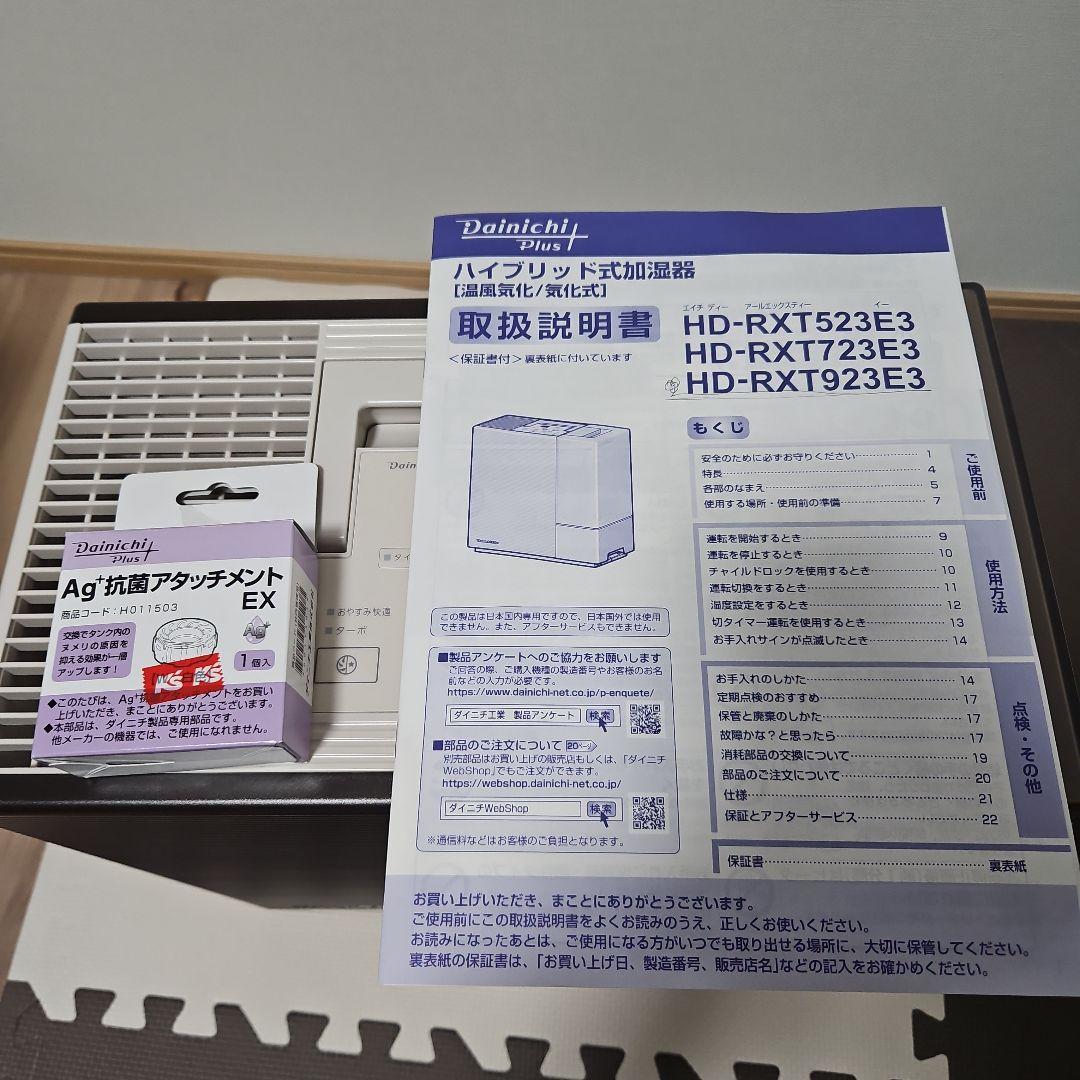 Dainichi Plus
ハイブリッド式加湿器
[温風気化/気化式]
取扱説明書
<保証書付>裏表紙に付いています
エイチ ディー アールエックスティー イー
HD-RXT523E3
HD-RXT723E3
HD-RXT923E3
もくじ
安全のために必ずお守りください 1
特長 4
各部のなまえ 5
使用する場所・使用前の準備 7
ご使用前
運転を開始するとき 9
運転を停止するとき 10
チャイルドロックを使用するとき 10
運転切換をするとき 11
湿度設定をするとき 12
切タイマー運転を使用するとき 13
お手入れサインが点滅したとき 14
使用方法
お手入れのしかた 14
定期点検のおすすめ 17
保管と廃棄のしかた 17
故障かな?と思ったら 17
消耗部品の交換について 19
部品のご注文について 20
仕様 21
保証とアフターサービス 22
点検・その他
保証書 裏表紙
この製品は日本国内専用ですので、日本国外では使用
できません。また、アフターサービスもできません。
■製品アンケートへのご協力をお願いします
ご回答の際、ご購入機種の製造番号やお客様のお名
前などの入力が必要です。
https://www.dainichi-net.co.jp/p-enquete/
ダイニチ工業 製品アンケート 検索
■部品のご注文について 20ページ
別売部品はお買い上げの販売店もしくは、「ダイニチ
WebShop」でもご注文ができます。
https://webshop.dainichi-net.co.jp/
ダイニチWebShop 検索
※通信料などはお客様のご負担となります。
お買い上げいただき、まことにありがとうございます。
ご使用前にこの取扱説明書をよくお読みのうえ、正しくお使いください。
お読みになったあとは、ご使用になる方がいつでも取り出せる場所に、大切に保管してください。
裏表紙の保証書は、「お買い上げ日、製造番号、販売店名」などの記入をお確かめください。
Dainichi Plus
Ag⁺抗菌アタッチメント
EX
商品コード:H011503
交換でタンク内の
ヌメリの原因を
抑える効果が一層
アップします!
Ag⁺
1個入
KS KS
◆このたびは、Ag⁺抗菌アタッチメントをお買い
上げいただき、まことにありがとうございます。
◆本部品は、ダイニチ製品専用部品です。
他メーカーの機器では、ご使用になれません。
Dain
タイ
おやすみ快適
ターボ